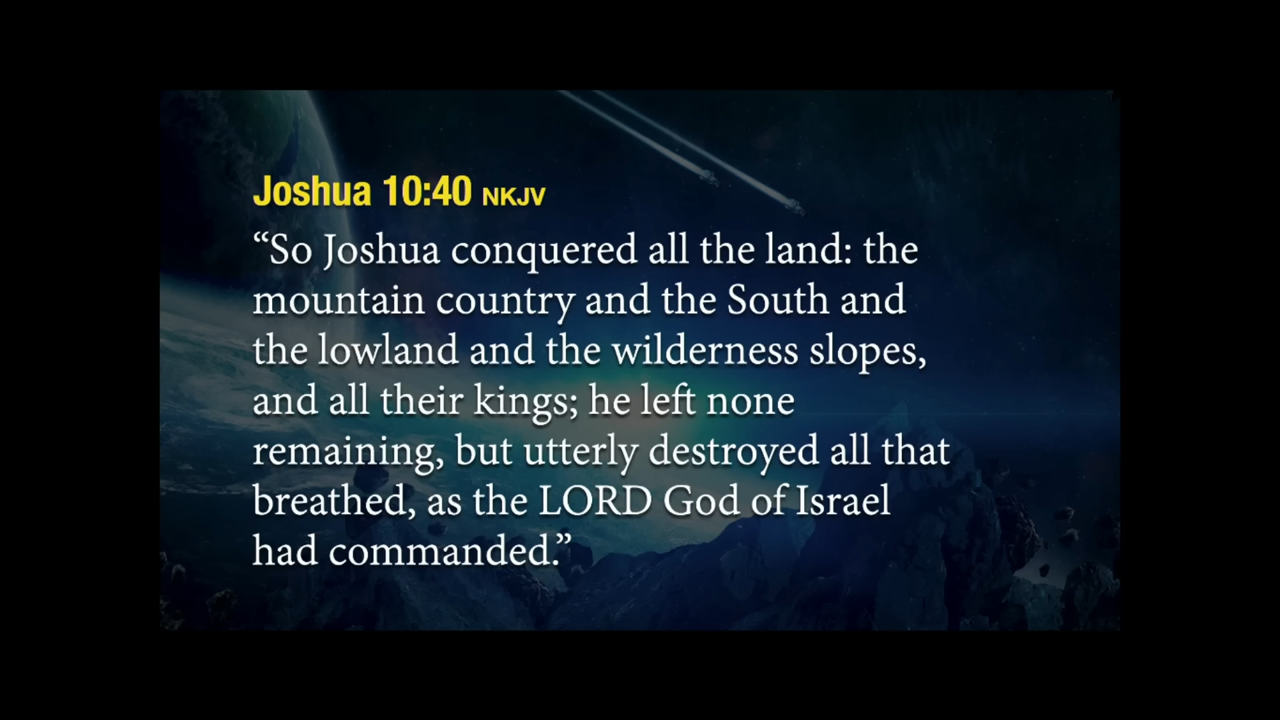 Joshua 10:40 NKJV
“So Joshua conquered all the land: the
mountain country and the South and
the lowland and the wilderness slopes,
and all their kings; he left none
remaining, but utterly destroyed all that
breathed, as the LORD God of Israel
had commanded.”